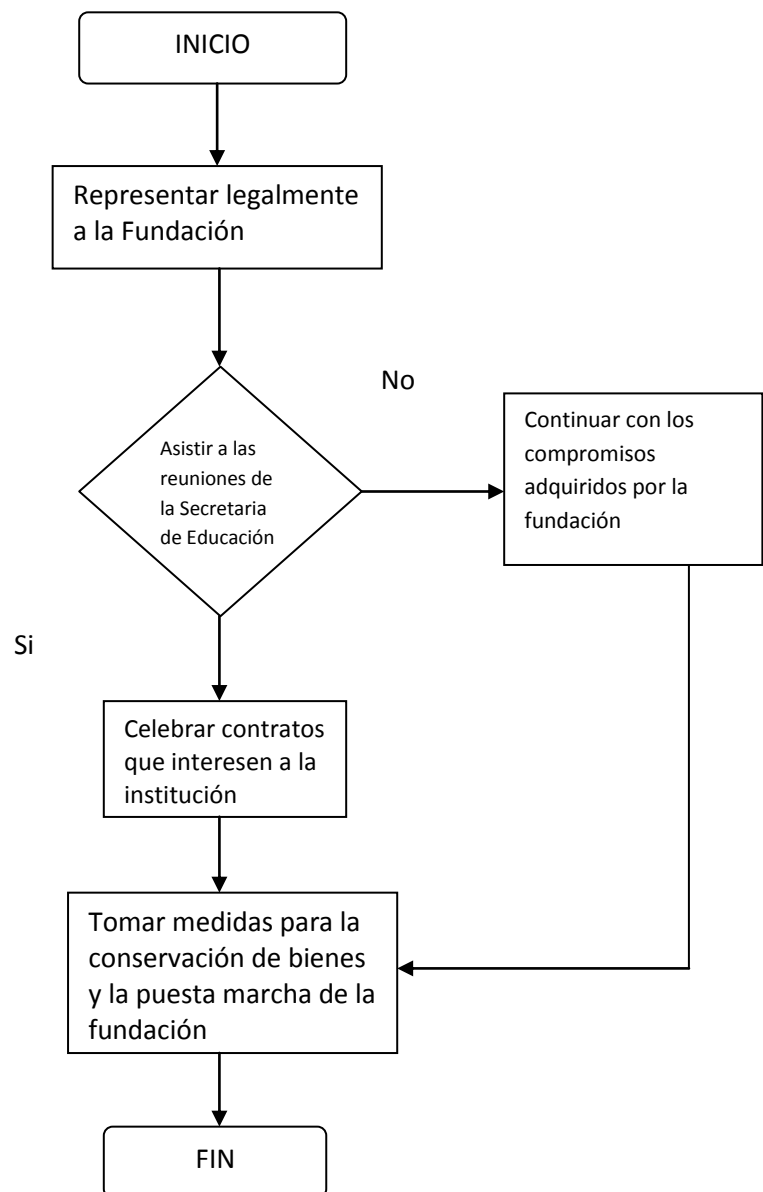 INICIO
Representar legalmente
a la Fundación
No
Asistir a las
reuniones de
la Secretaria
de Educación
Continuar con los
compromisos
adquiridos por la
fundación
Si
Celebrar contratos
que interesen a la
institución
Tomar medidas para la
conservación de bienes
y la puesta marcha de la
fundación
FIN